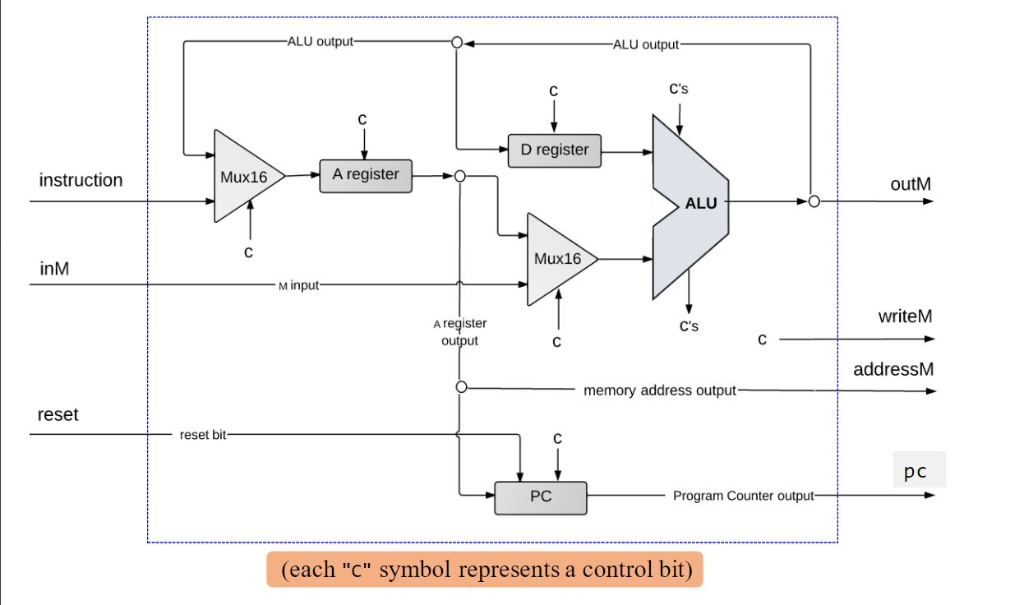 ALU output
ALU output
C
C's
C
D register
Mux16
A register
instruction
ALU
outM
C
Mux16
inM
M input
A register
output
C
C's
writeM
C
addressM
memory address output
reset
reset bit
C
pc
PC
Program Counter output
(each "C" symbol represents a control bit)